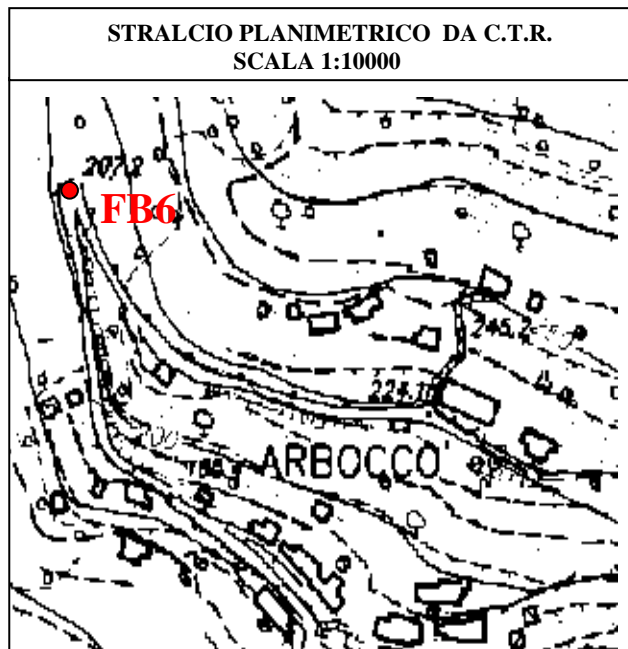 STRALCIO PLANIMETRICO DA C.T.R.
SCALA 1:10000
207.2
FB6
245.2
224.1
ARBOCCO'